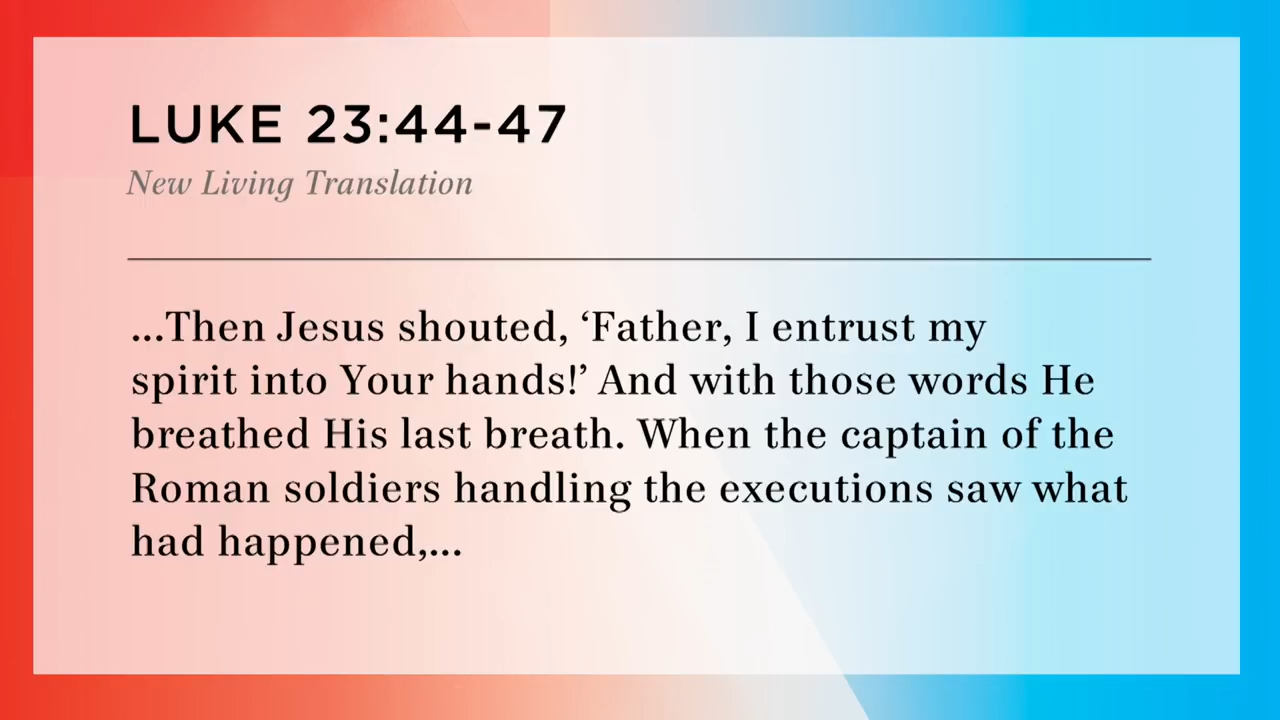 LUKE 23:44-47
New Living Translation
...Then Jesus shouted, ‘Father, I entrust my
spirit into Your hands!’ And with those words He
breathed His last breath. When the captain of the
Roman soldiers handling the executions saw what
had happened,...